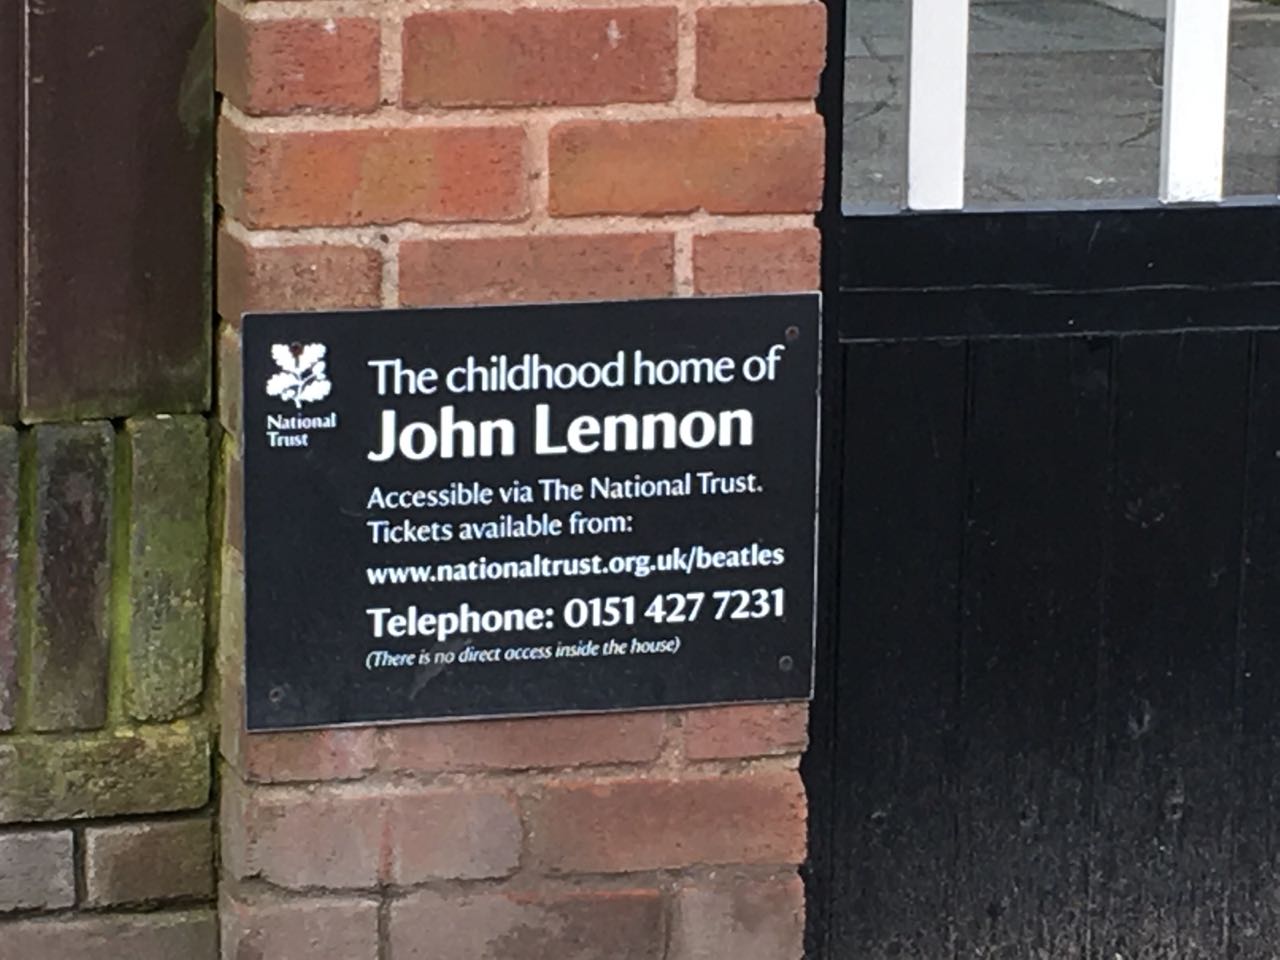 National
Trust
The childhood home of
John Lennon
Accessible via The National Trust.
Tickets available from:
www.nationaltrust.org.uk/beatles
Telephone: 0151 427 7231
(There is no direct access inside the house)